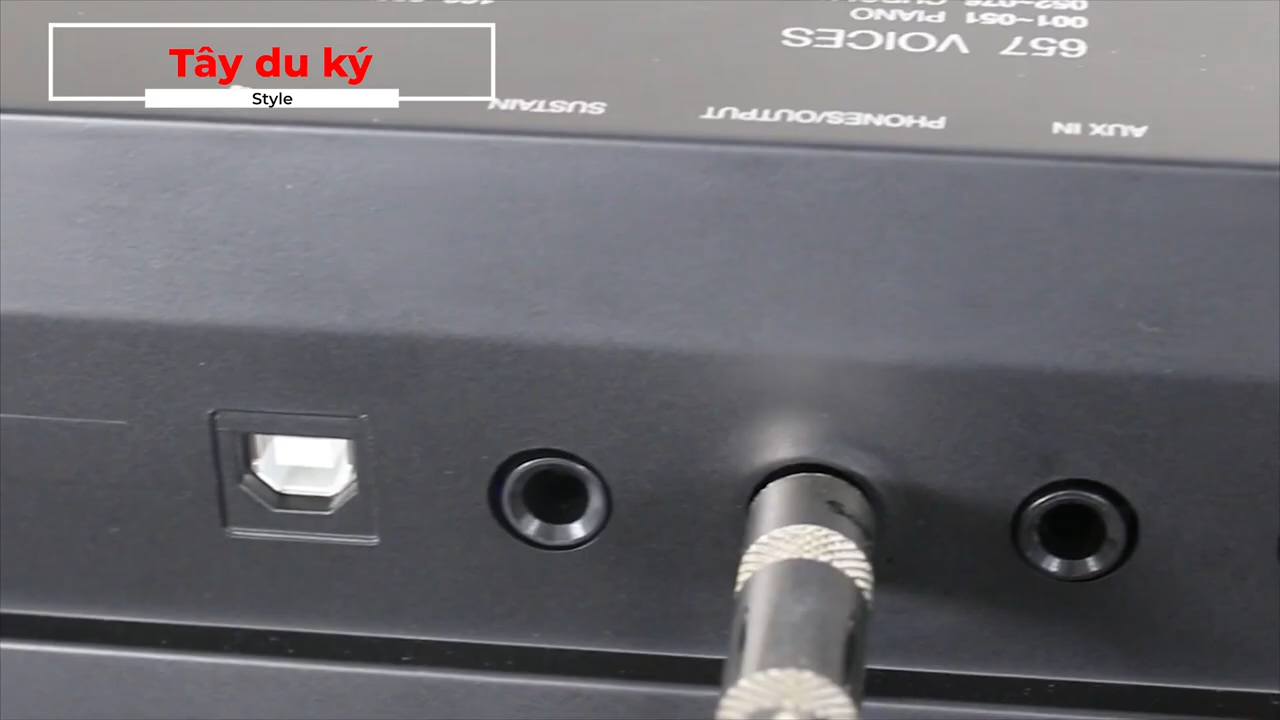 Tây du ký
Style
657 VOICES
001~051 PIANO
SUSTAIN
PHONES/OUTPUT
AUX IN